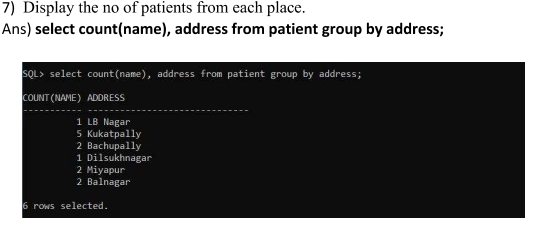 7) Display the no of patients from each place.
Ans) select count(name), address from patient group by address;
SQL> select count(name), address from patient group by address;
COUNT(NAME) ADDRESS
----------- ------------------------------
1 LB Nagar
5 Kukatpally
2 Bachupally
1 Dilsukhnagar
2 Miyapur
2 Balnagar
6 rows selected.